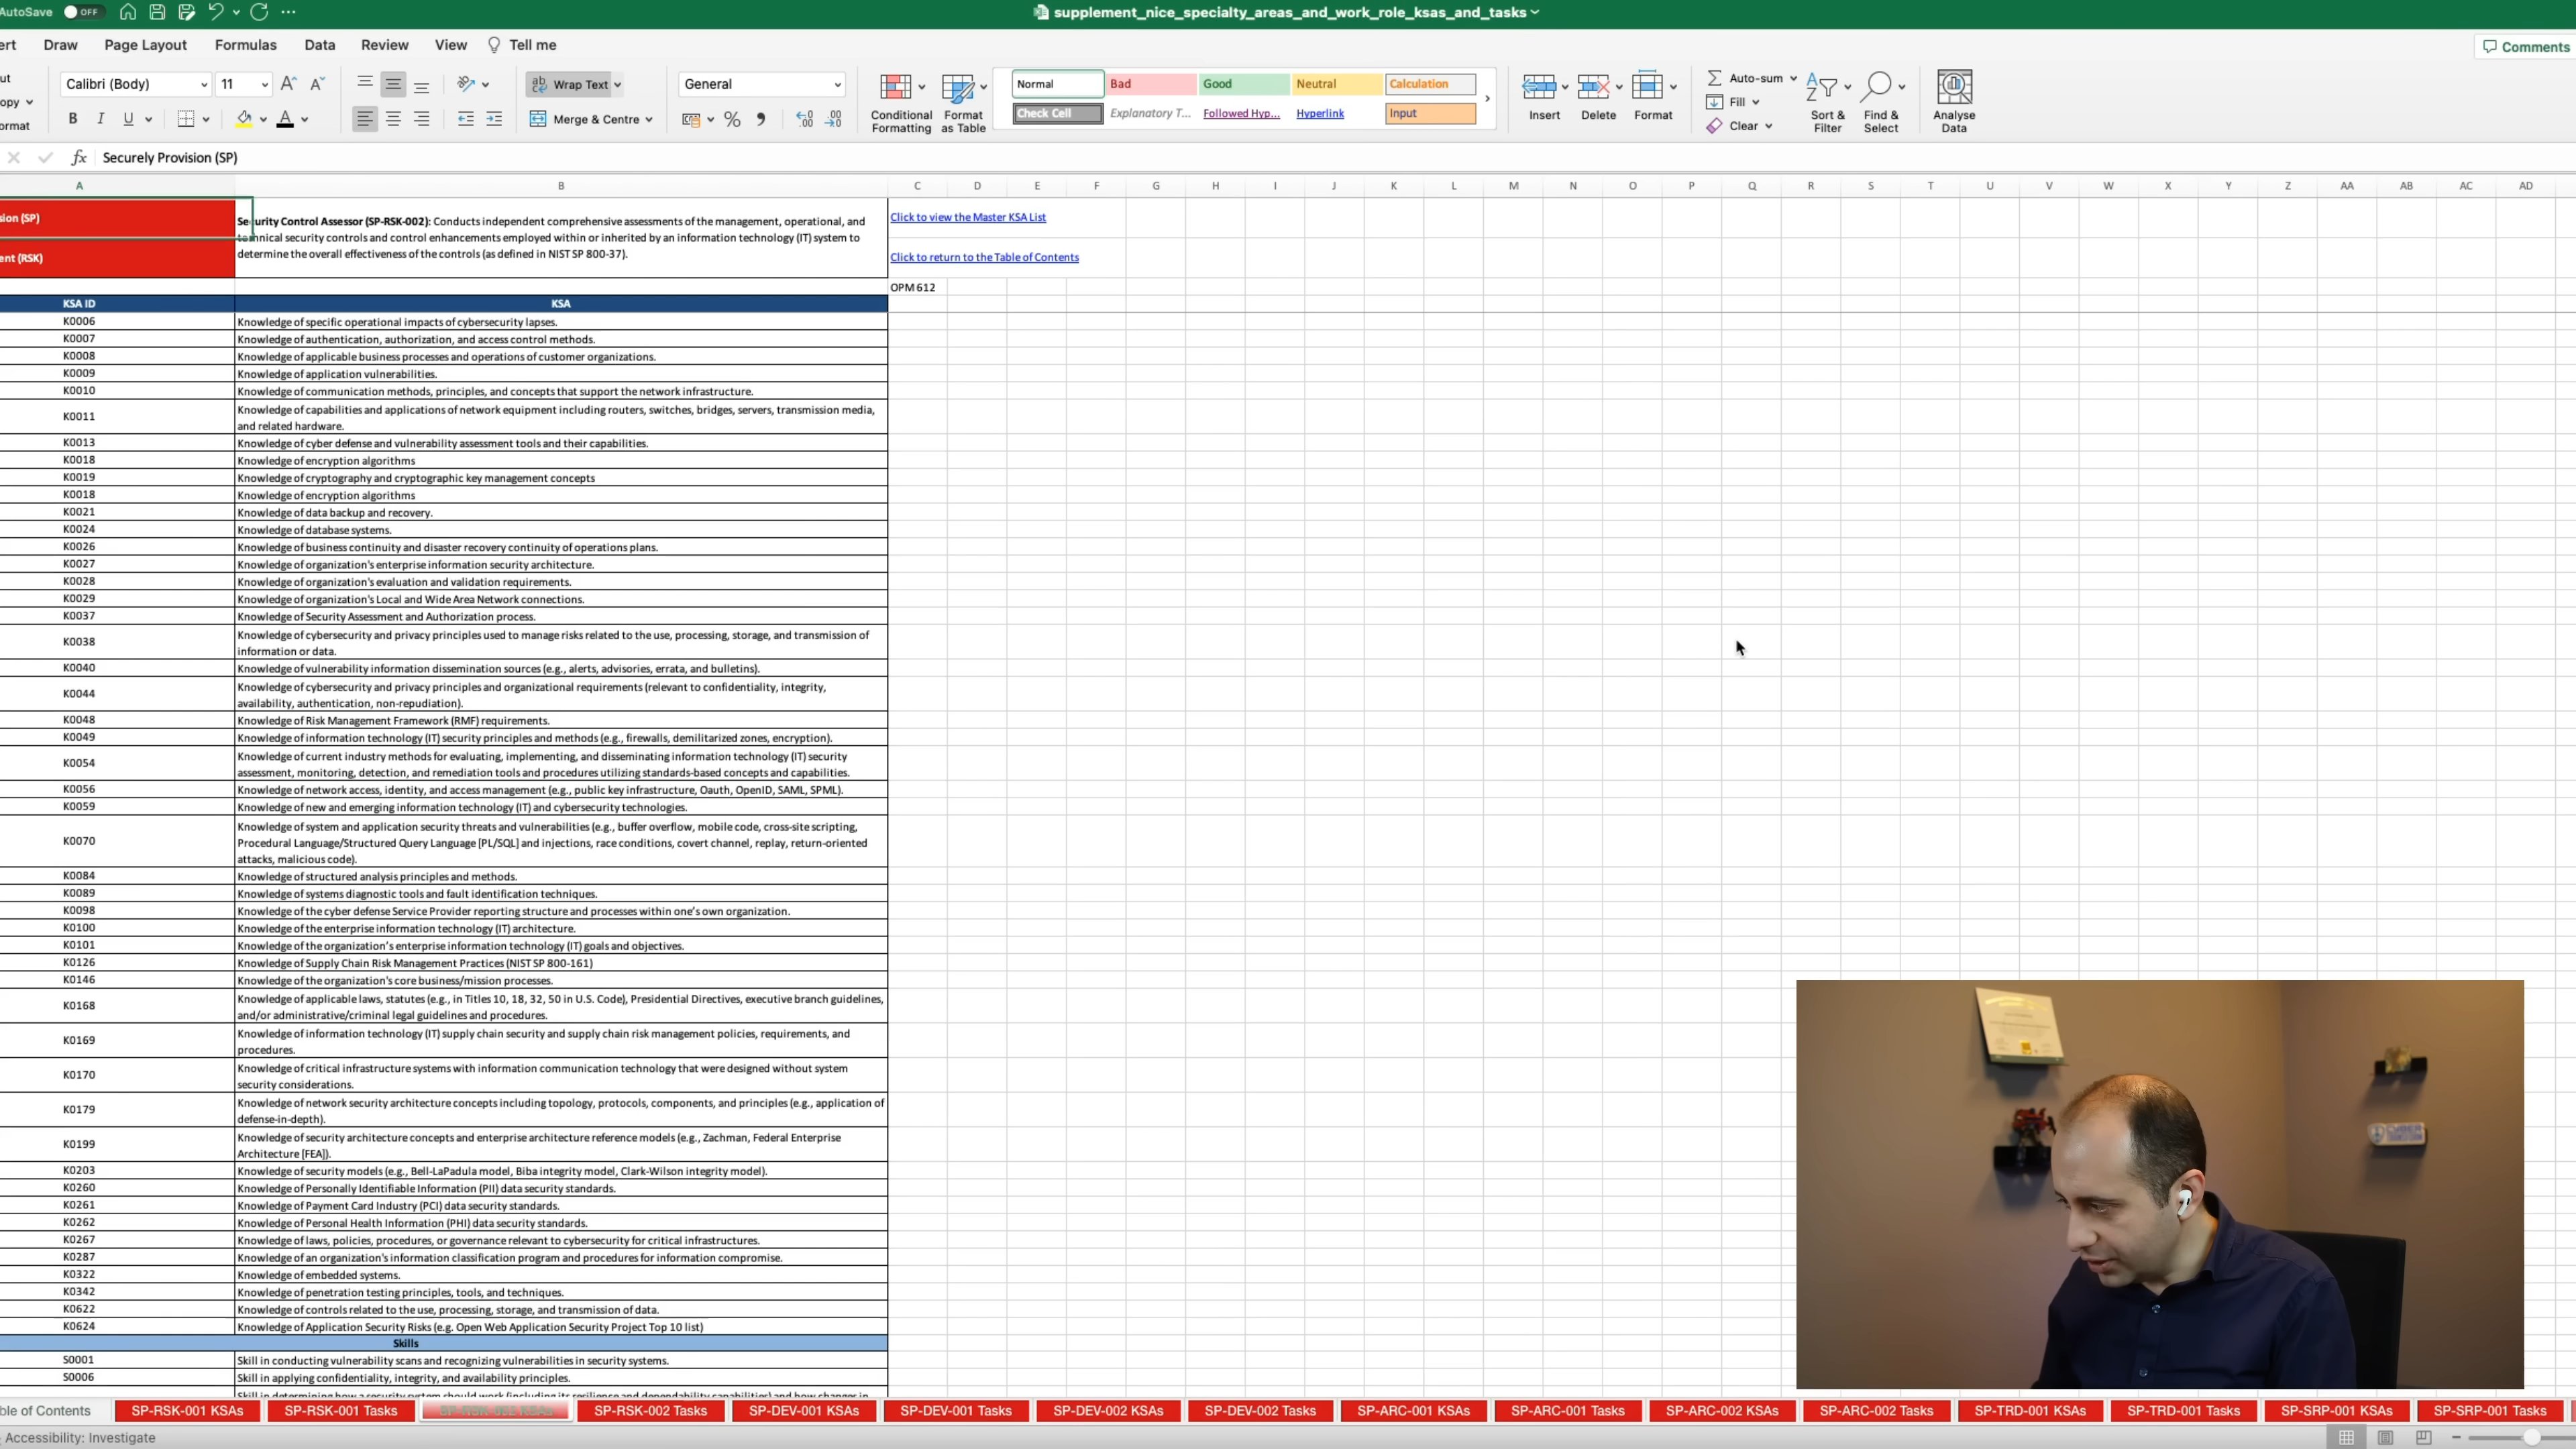 AutoSave OFF
supplement_nice_specialty_areas_and_work_role_ksas_and_tasks
Draw Page Layout Formulas Data Review View Tell me
Comments
Calibri (Body) 11
Wrap Text
General
Merge & Centre
Conditional Formatting
Format as Table
Normal Bad Good Neutral Calculation
Check Cell Explanatory T... Followed Hyp... Hyperlink Input
Insert Delete Format
Auto-sum
Fill
Clear
Sort & Filter
Find & Select
Analyse Data
fx Securely Provision (SP)
A B C D E F G H I J K L M N O P Q R S T U V W X Y Z AA AB AC AD
Security Control Assessor (SP-RSK-002): Conducts independent comprehensive assessments of the management, operational, and
technical security controls and control enhancements employed within or inherited by an information technology (IT) system to
determine the overall effectiveness of the controls (as defined in NIST SP 800-37).
Click to view the Master KSA List
Click to return to the Table of Contents
OPM 612
KSA ID KSA
K0006 Knowledge of specific operational impacts of cybersecurity lapses.
K0007 Knowledge of authentication, authorization, and access control methods.
K0008 Knowledge of applicable business processes and operations of customer organizations.
K0009 Knowledge of application vulnerabilities.
K0010 Knowledge of communication methods, principles, and concepts that support the network infrastructure.
K0011 Knowledge of capabilities and applications of network equipment including routers, switches, bridges, servers, transmission media,
and related hardware.
K0013 Knowledge of cyber defense and vulnerability assessment tools and their capabilities.
K0018 Knowledge of encryption algorithms
K0019 Knowledge of cryptography and cryptographic key management concepts
K0018 Knowledge of encryption algorithms
K0021 Knowledge of data backup and recovery.
K0024 Knowledge of database systems.
K0026 Knowledge of business continuity and disaster recovery continuity of operations plans.
K0027 Knowledge of organization's enterprise information security architecture.
K0028 Knowledge of organization's evaluation and validation requirements.
K0029 Knowledge of organization's Local and Wide Area Network connections.
K0037 Knowledge of Security Assessment and Authorization process.
K0038 Knowledge of cybersecurity and privacy principles used to manage risks related to the use, processing, storage, and transmission of
information or data.
K0040 Knowledge of vulnerability information dissemination sources (e.g., alerts, advisories, errata, and bulletins).
K0044 Knowledge of cybersecurity and privacy principles and organizational requirements (relevant to confidentiality, integrity,
availability, authentication, non-repudiation).
K0048 Knowledge of Risk Management Framework (RMF) requirements.
K0049 Knowledge of information technology (IT) security principles and methods (e.g., firewalls, demilitarized zones, encryption).
K0054 Knowledge of current industry methods for evaluating, implementing, and disseminating information technology (IT) security
assessment, monitoring, detection, and remediation tools and procedures utilizing standards-based concepts and capabilities.
K0056 Knowledge of network access, identity, and access management (e.g., public key infrastructure, Oauth, OpenID, SAML, SPML).
K0059 Knowledge of new and emerging information technology (IT) and cybersecurity technologies.
K0070 Knowledge of system and application security threats and vulnerabilities (e.g., buffer overflow, mobile code, cross-site scripting,
Procedural Language/Structured Query Language [PL/SQL] and injections, race conditions, covert channel, replay, return-oriented
attacks, malicious code).
K0084 Knowledge of structured analysis principles and methods.
K0089 Knowledge of systems diagnostic tools and fault identification techniques.
K0098 Knowledge of the cyber defense Service Provider reporting structure and processes within one's own organization.
K0100 Knowledge of the enterprise information technology (IT) architecture.
K0101 Knowledge of the organization's enterprise information technology (IT) goals and objectives.
K0126 Knowledge of Supply Chain Risk Management Practices (NIST SP 800-161)
K0146 Knowledge of the organization's core business/mission processes.
K0168 Knowledge of applicable laws, statutes (e.g., in Titles 10, 18, 32, 50 in U.S. Code), Presidential Directives, executive branch guidelines,
and/or administrative/criminal legal guidelines and procedures.
K0169 Knowledge of information technology (IT) supply chain security and supply chain risk management policies, requirements, and
procedures.
K0170 Knowledge of critical infrastructure systems with information communication technology that were designed without system
security considerations.
K0179 Knowledge of network security architecture concepts including topology, protocols, components, and principles (e.g., application of
defense-in-depth).
K0199 Knowledge of security architecture concepts and enterprise architecture reference models (e.g., Zachman, Federal Enterprise
Architecture [FEA]).
K0203 Knowledge of security models (e.g., Bell-LaPadula model, Biba integrity model, Clark-Wilson integrity model).
K0260 Knowledge of Personally Identifiable Information (PII) data security standards.
K0261 Knowledge of Payment Card Industry (PCI) data security standards.
K0262 Knowledge of Personal Health Information (PHI) data security standards.
K0267 Knowledge of laws, policies, procedures, or governance relevant to cybersecurity for critical infrastructures.
K0287 Knowledge of an organization's information classification program and procedures for information compromise.
K0322 Knowledge of embedded systems.
K0342 Knowledge of penetration testing principles, tools, and techniques.
K0622 Knowledge of controls related to the use, processing, storage, and transmission of data.
K0624 Knowledge of Application Security Risks (e.g. Open Web Application Security Project Top 10 list)
Skills
S0001 Skill in conducting vulnerability scans and recognizing vulnerabilities in security systems.
S0006 Skill in applying confidentiality, integrity, and availability principles.
Skill in determining how a security system should work (including its resilience and dependability capabilities) and how changes in
ble of Contents SP-RSK-001 KSAs SP-RSK-001 Tasks SP-RSK-002 KSAs SP-RSK-002 Tasks SP-DEV-001 KSAs SP-DEV-001 Tasks SP-DEV-002 KSAs SP-DEV-002 Tasks SP-ARC-001 KSAs SP-ARC-001 Tasks SP-ARC-002 KSAs SP-ARC-002 Tasks SP-TRD-001 KSAs SP-TRD-001 Tasks SP-SRP-001 KSAs SP-SRP-001 Tasks
Accessibility: Investigate